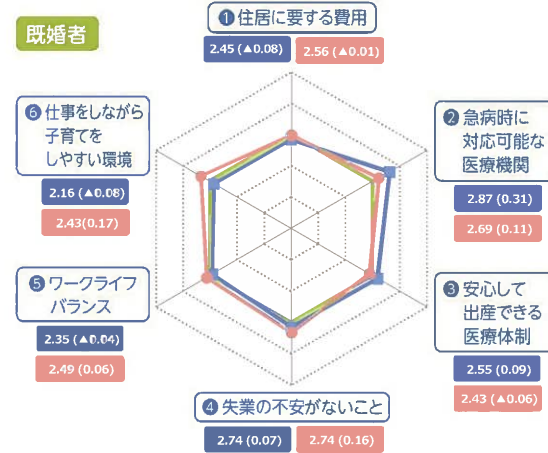 既婚者
❶住居に要する費用
2.45 (▲0.08) 2.56 (▲0.01)
❷急病時に
対応可能な
医療機関
2.87 (0.31)
2.69 (0.11)
❸安心して
出産できる
医療体制
2.55 (0.09)
2.43 (▲0.06)
❹失業の不安がないこと
2.74 (0.07) 2.74 (0.16)
❺ワークライフ
バランス
2.35 (▲0.04)
2.49 (0.06)
❻仕事をしながら
子育てを
しやすい環境
2.16 (▲0.08)
2.43(0.17)